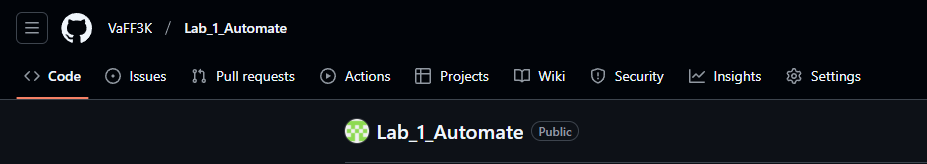 VaFF3K / Lab_1_Automate
Code Issues Pull requests Actions Projects Wiki Security Insights Settings
Lab_1_Automate Public